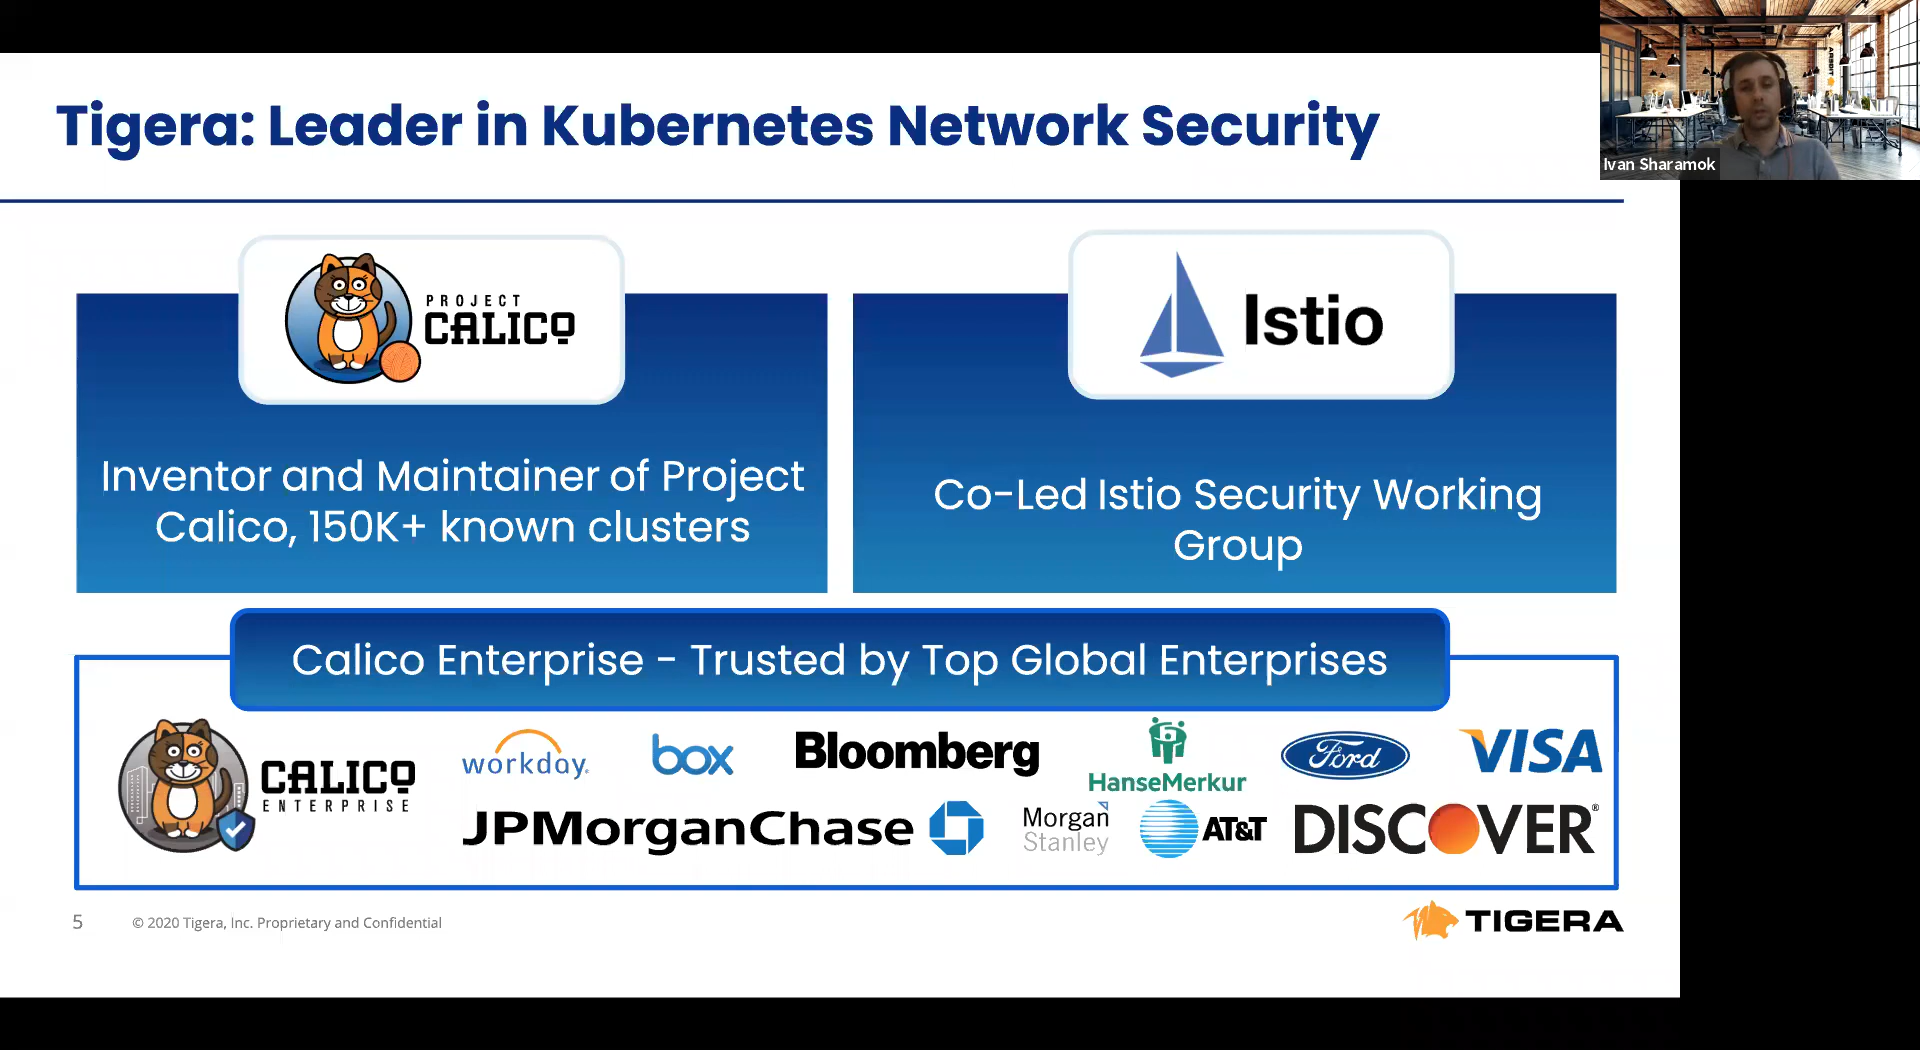 Tigera: Leader in Kubernetes Network Security
Ivan Sharamok
PROJECT
CALICO
Istio
Inventor and Maintainer of Project
Calico, 150K+ known clusters
Co-Led Istio Security Working
Group
Calico Enterprise - Trusted by Top Global Enterprises
CALICO
ENTERPRISE
workday.
box
Bloomberg
HanseMerkur
Ford
VISA
JPMorganChase
Morgan
Stanley
AT&T
DISCOVER®
5
© 2020 Tigera, Inc. Proprietary and Confidential
TIGERA